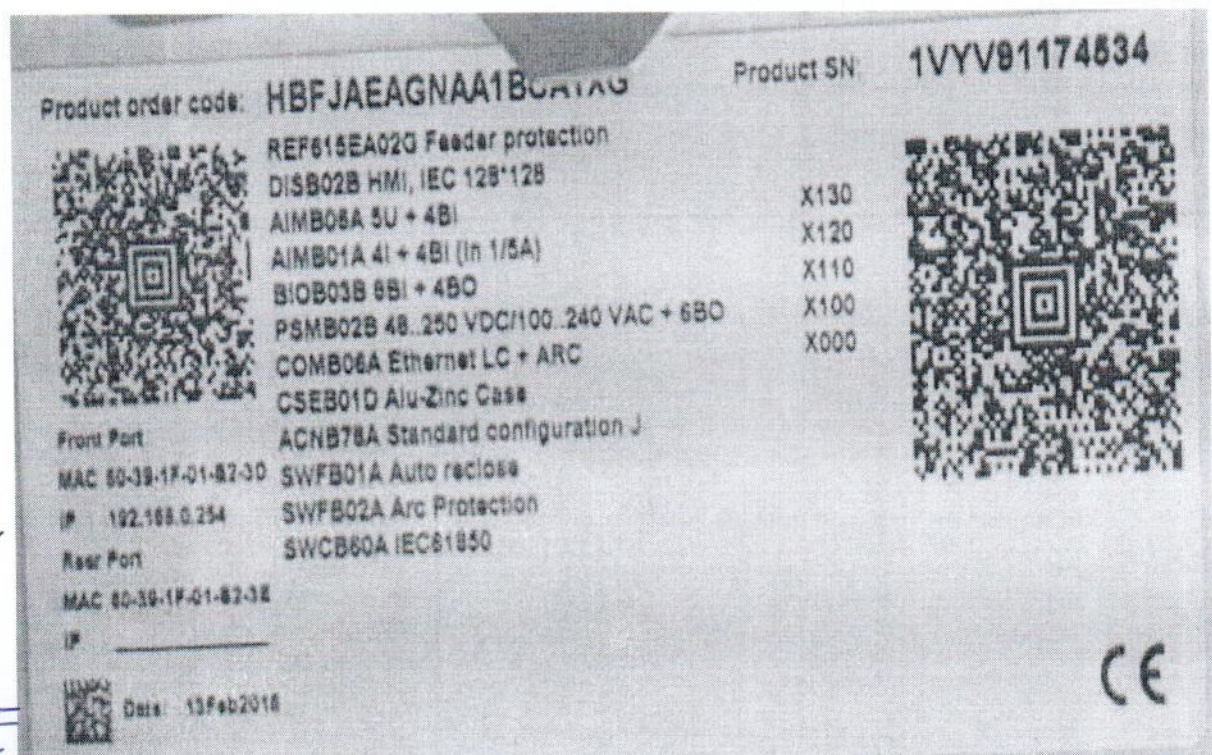 Product order code: HBFJAEAGNAA1BCA1XG
Product SN: 1VYV81174534
REF615EA02G Feeder protection
DISB02B HMI, IEC 128*128
AIMB06A 5U + 4BI X130
AIMB01A 4I + 4BI (In 1/5A) X120
BIOB03B 8BI + 4BO X110
PSMB02B 48..250 VDC/100..240 VAC + 6BO X100
COMB06A Ethernet LC + ARC X000
CSEB01D Alu-Zinc Case
ACNB78A Standard configuration J
SWFB01A Auto reclose
SWFB02A Arc Protection
SWCB60A IEC61850
Front Port
MAC
IP 192.168.0.254
Rear Port
MAC
IP
Date: 13Feb2018
CE